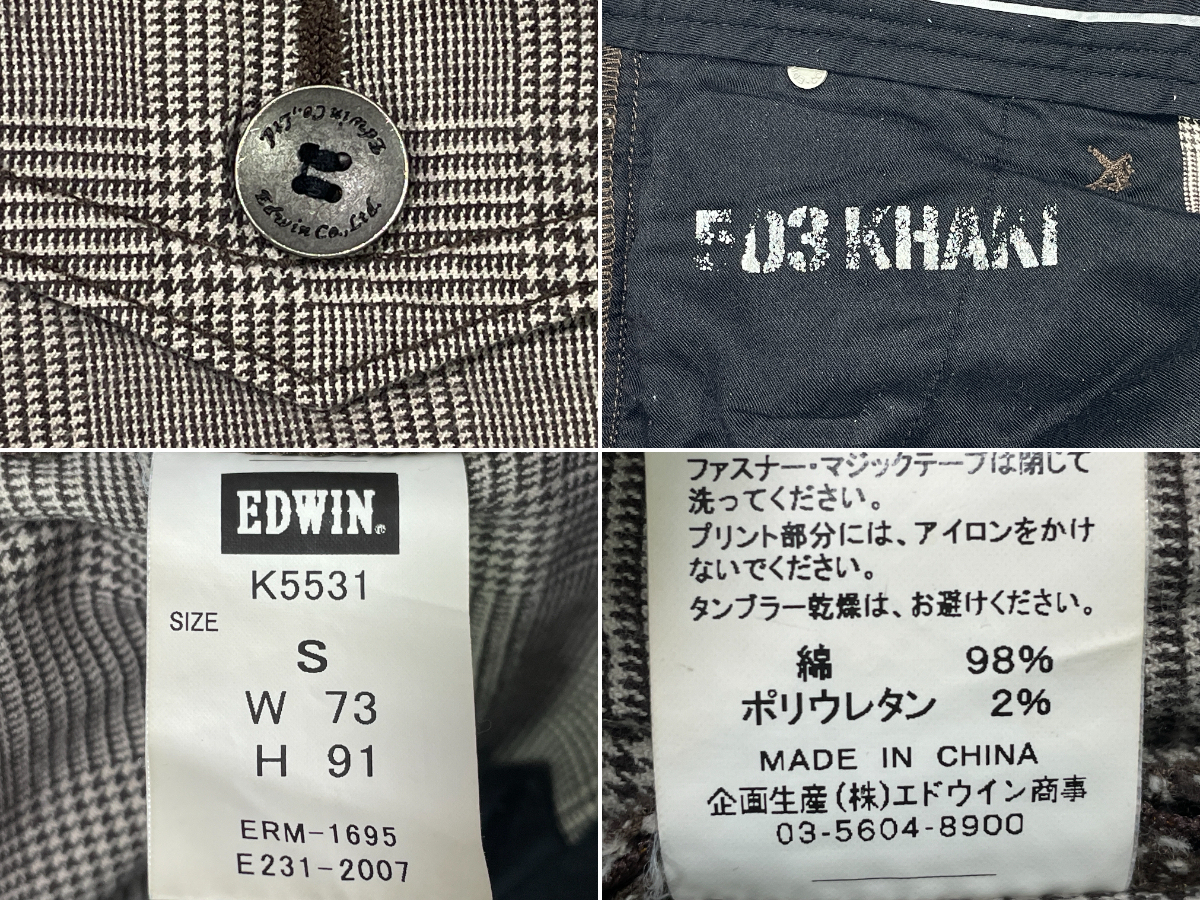 Edwin Co.,Ltd.
Edwin Co.,Ltd.
503 KHAKI
EDWIN
K5531
SIZE
S
W 73
H 91
ERM-1695
E231-2007
ファスナー・マジックテープは閉じて
洗ってください。
プリント部分には、アイロンをかけ
ないでください。
タンブラー乾燥は、お避けください。
綿 98%
ポリウレタン 2%
MADE IN CHINA
企画生産(株)エドウイン商事
03-5604-8900